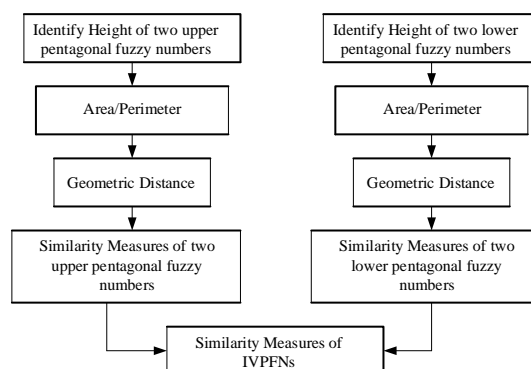 Identify Height of two upper
pentagonal fuzzy numbers
Area/Perimeter
Geometric Distance
Similarity Measures of two
upper pentagonal fuzzy
numbers
Identify Height of two lower
pentagonal fuzzy numbers
Area/Perimeter
Geometric Distance
Similarity Measures of two
lower pentagonal fuzzy
numbers
Similarity Measures of
IVPFNs